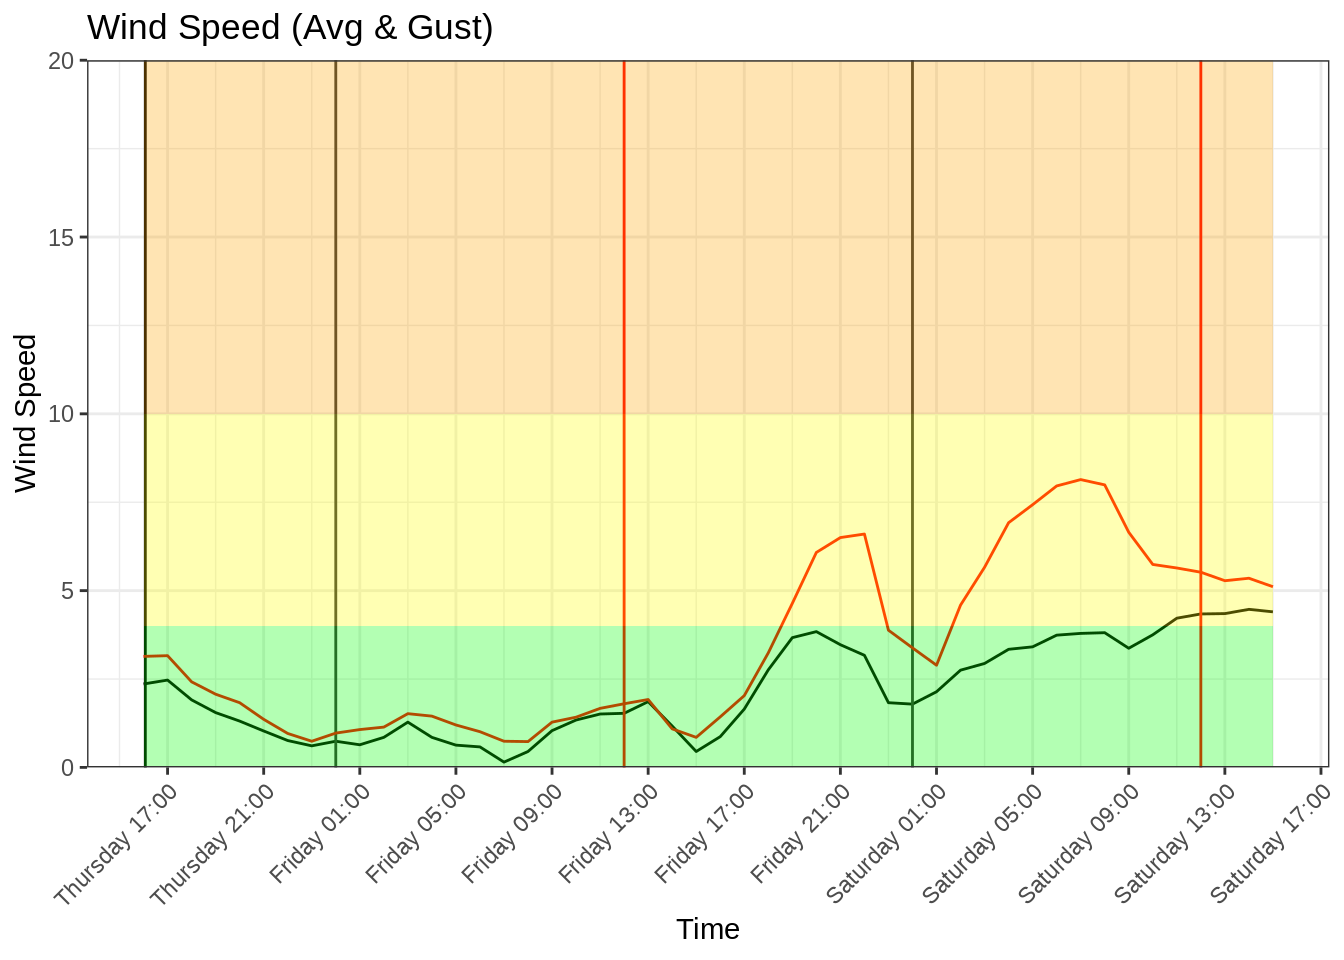 Wind Speed (Avg & Gust)
20
15
10
5
0
Wind Speed
Thursday 17:00
Thursday 21:00
Friday 01:00
Friday 05:00
Friday 09:00
Friday 13:00
Friday 17:00
Friday 21:00
Saturday 01:00
Saturday 05:00
Saturday 09:00
Saturday 13:00
Saturday 17:00
Time